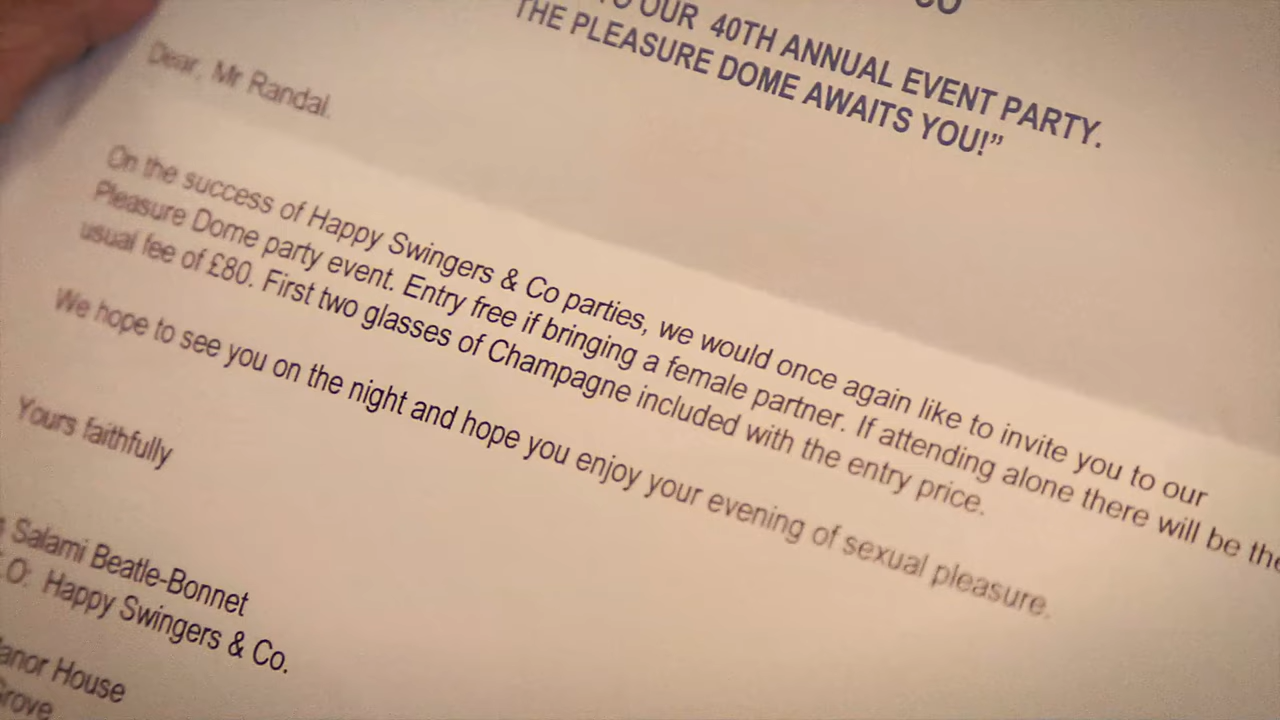 CO
TO OUR 40TH ANNUAL EVENT PARTY.
THE PLEASURE DOME AWAITS YOU!”
Dear, Mr Randal.
On the success of Happy Swingers & Co parties, we would once again like to invite you to our
Pleasure Dome party event. Entry free if bringing a female partner. If attending alone there will be the
usual fee of £80. First two glasses of Champagne included with the entry price.
We hope to see you on the night and hope you enjoy your evening of sexual pleasure.
Yours faithfully
Salami Beatle-Bonnet
.O: Happy Swingers & Co.
anor House
Grove